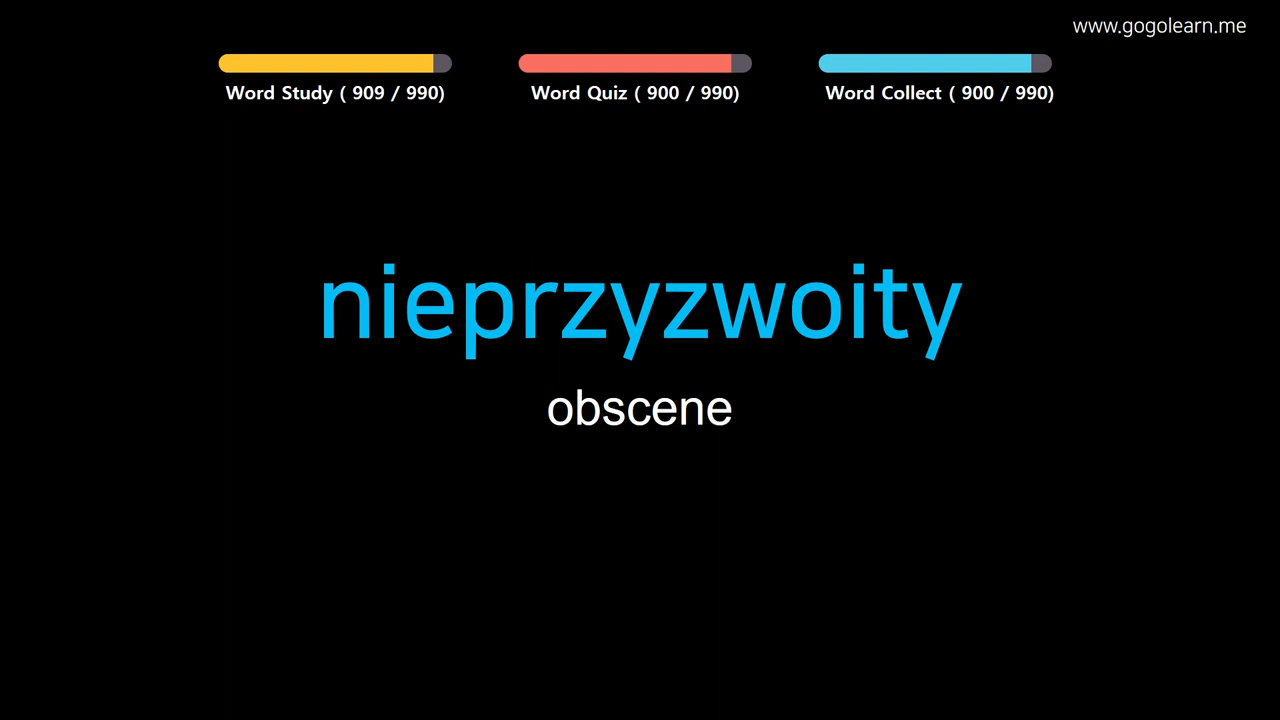 www.gogolearn.me
Word Study ( 909 / 990)
Word Quiz ( 900 / 990)
Word Collect ( 900 / 990)
nieprzyzwoity
obscene